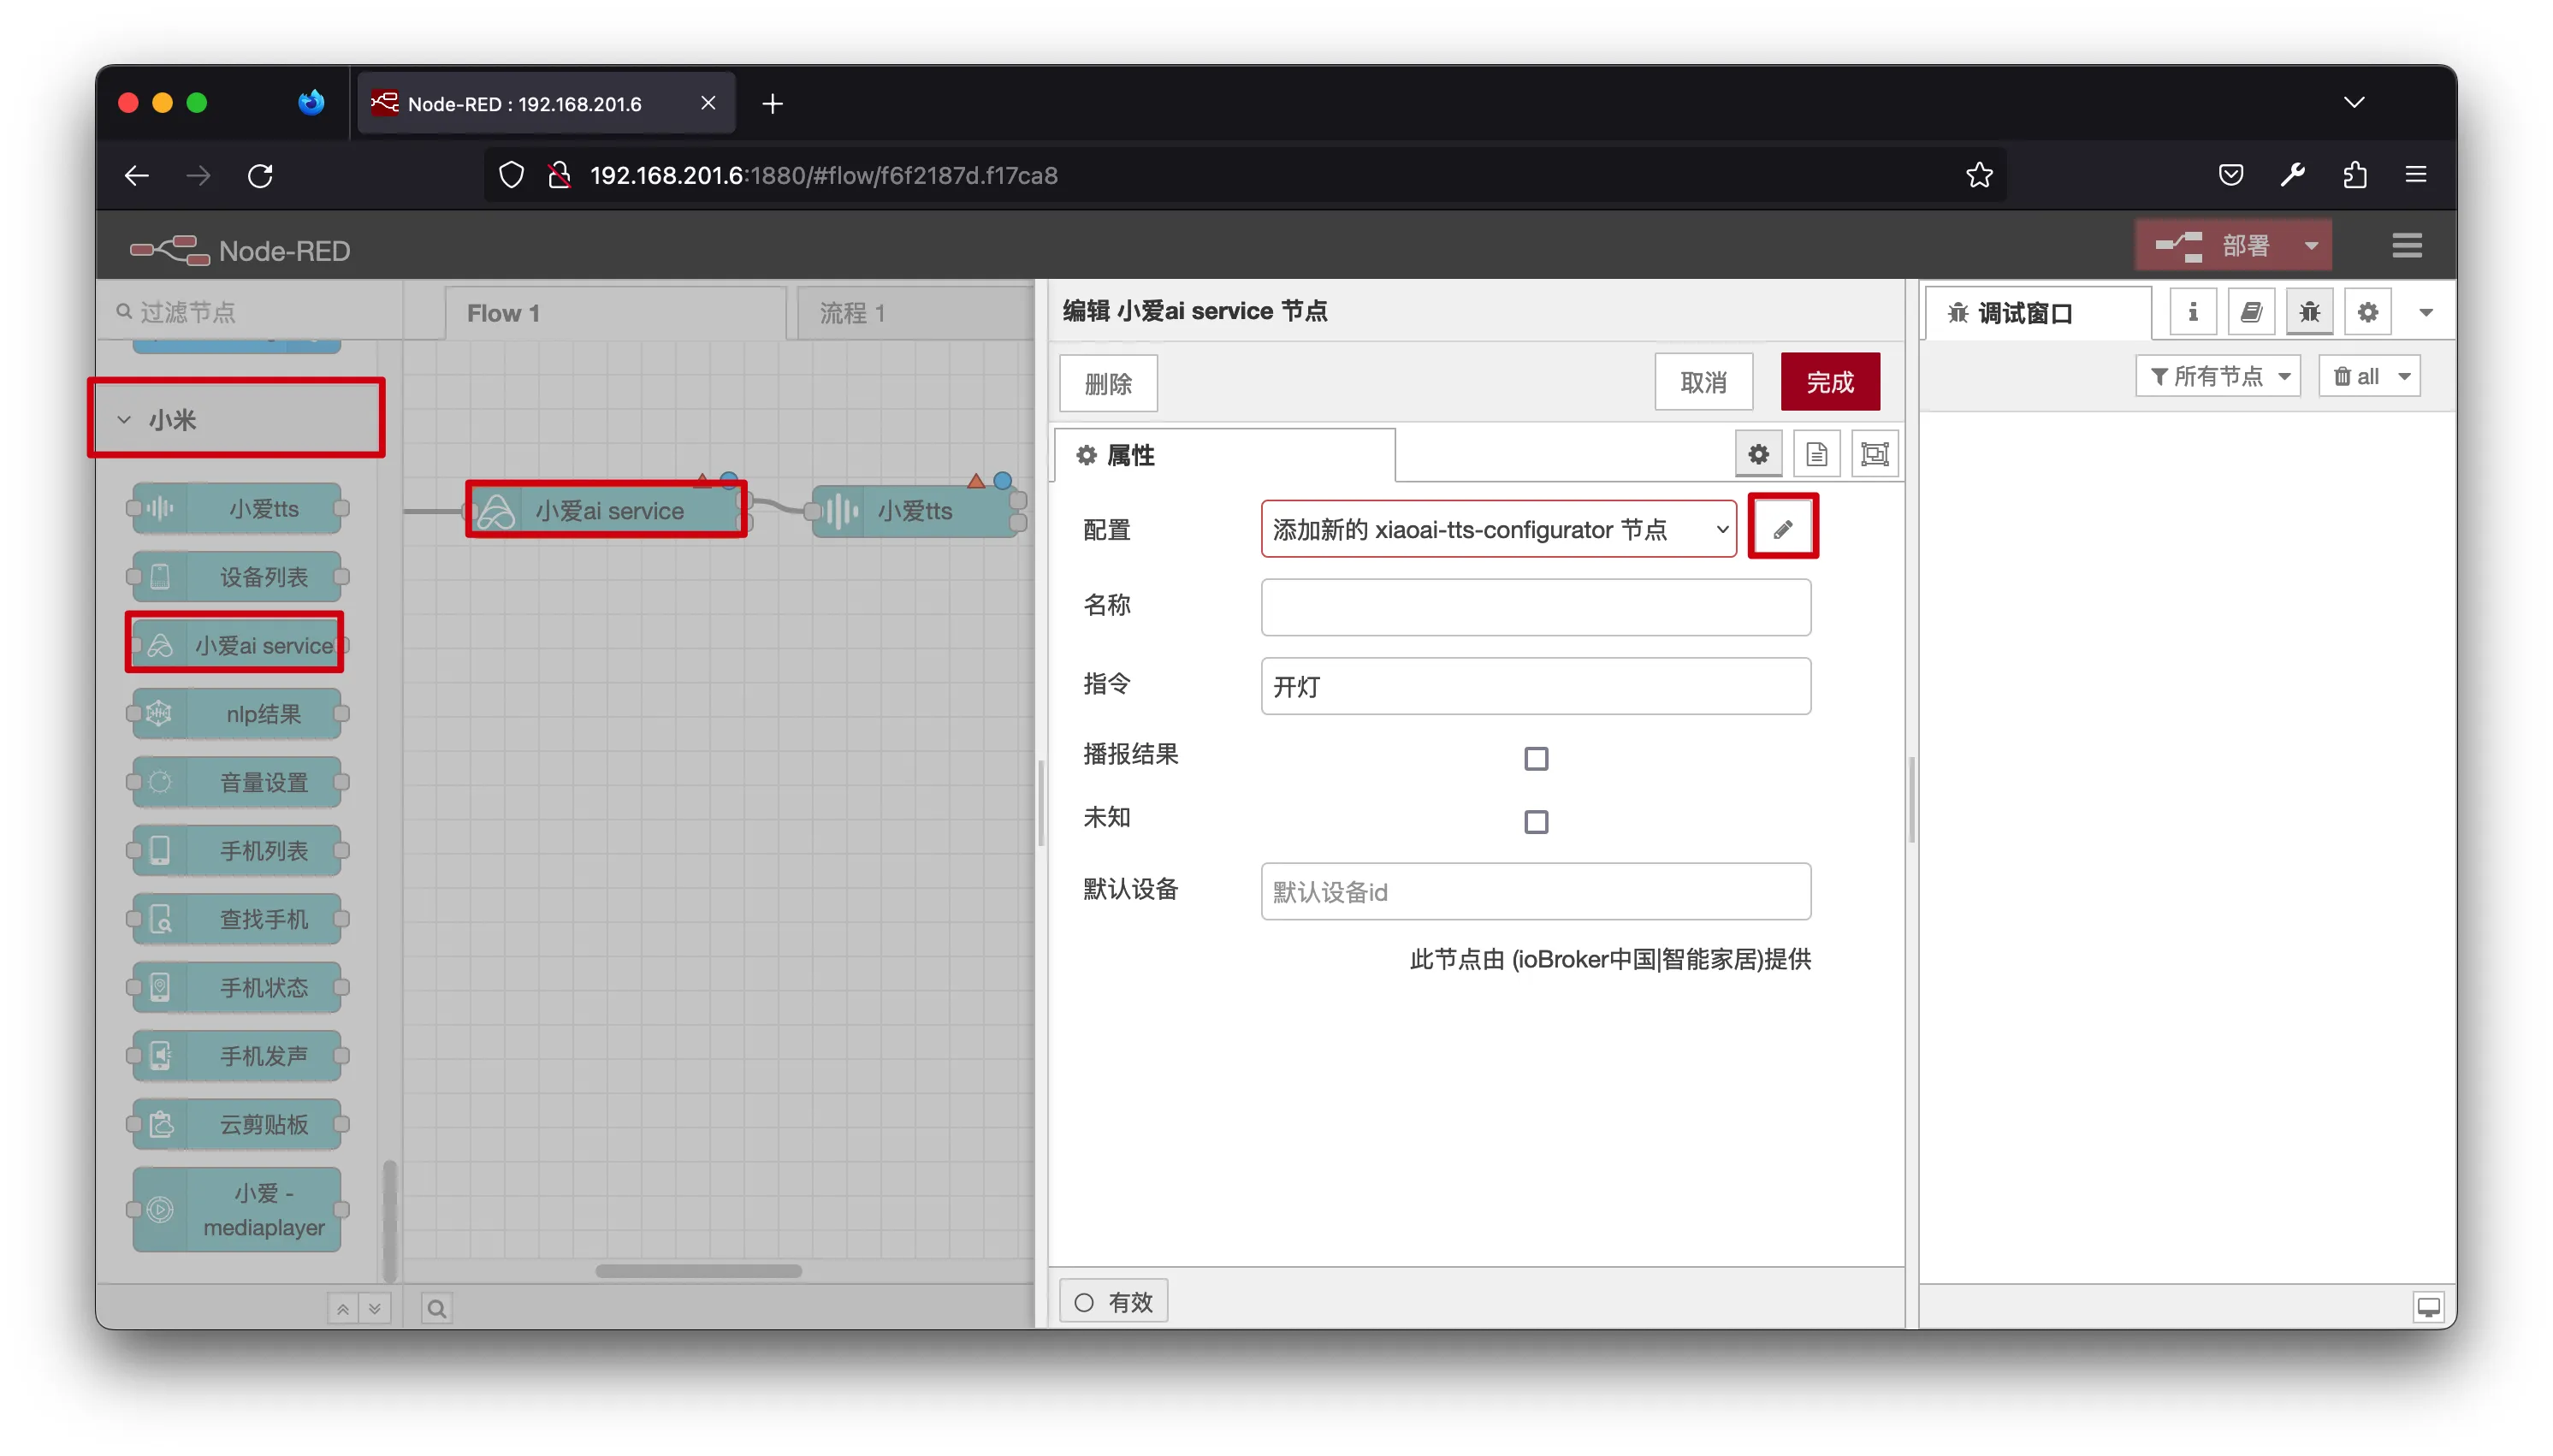 Node-RED : 192.168.201.6
192.168.201.6:1880/#flow/f6f2187d.f17ca8
Node-RED
部署
过滤节点
小米
小爱tts
设备列表
小爱ai service
nlp结果
音量设置
手机列表
查找手机
手机状态
手机发声
云剪贴板
小爱 -
mediaplayer
Flow 1
流程 1
小爱ai service
小爱tts
编辑 小爱ai service 节点
删除
取消
完成
属性
配置
添加新的 xiaoai-tts-configurator 节点
名称
指令
开灯
播报结果
未知
默认设备
默认设备id
此节点由 (ioBroker中国|智能家居)提供
有效
调试窗口
所有节点
all